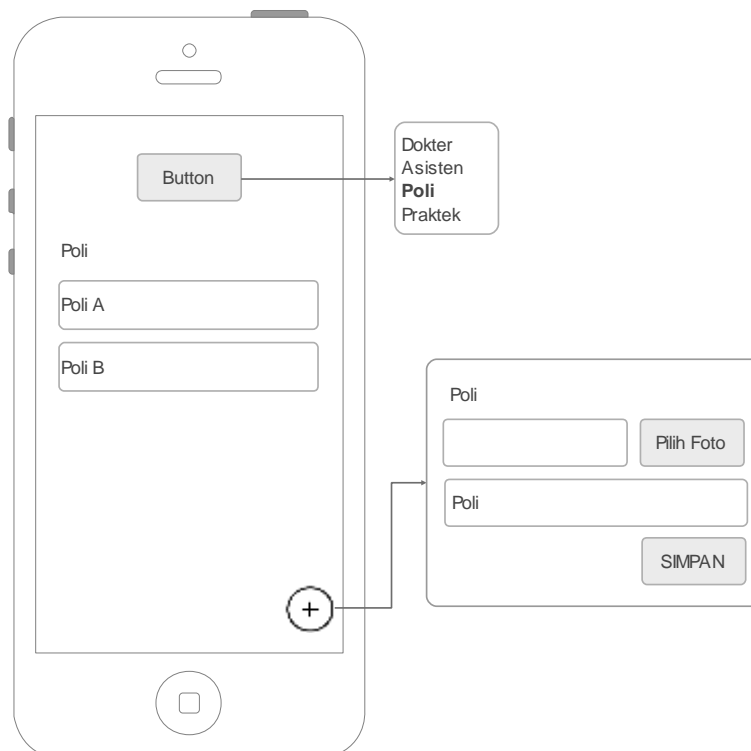 Button
Dokter
Asisten
Poli
Praktek
Poli
Poli A
Poli B
+
Poli
Pilih Foto
Poli
SIMPAN